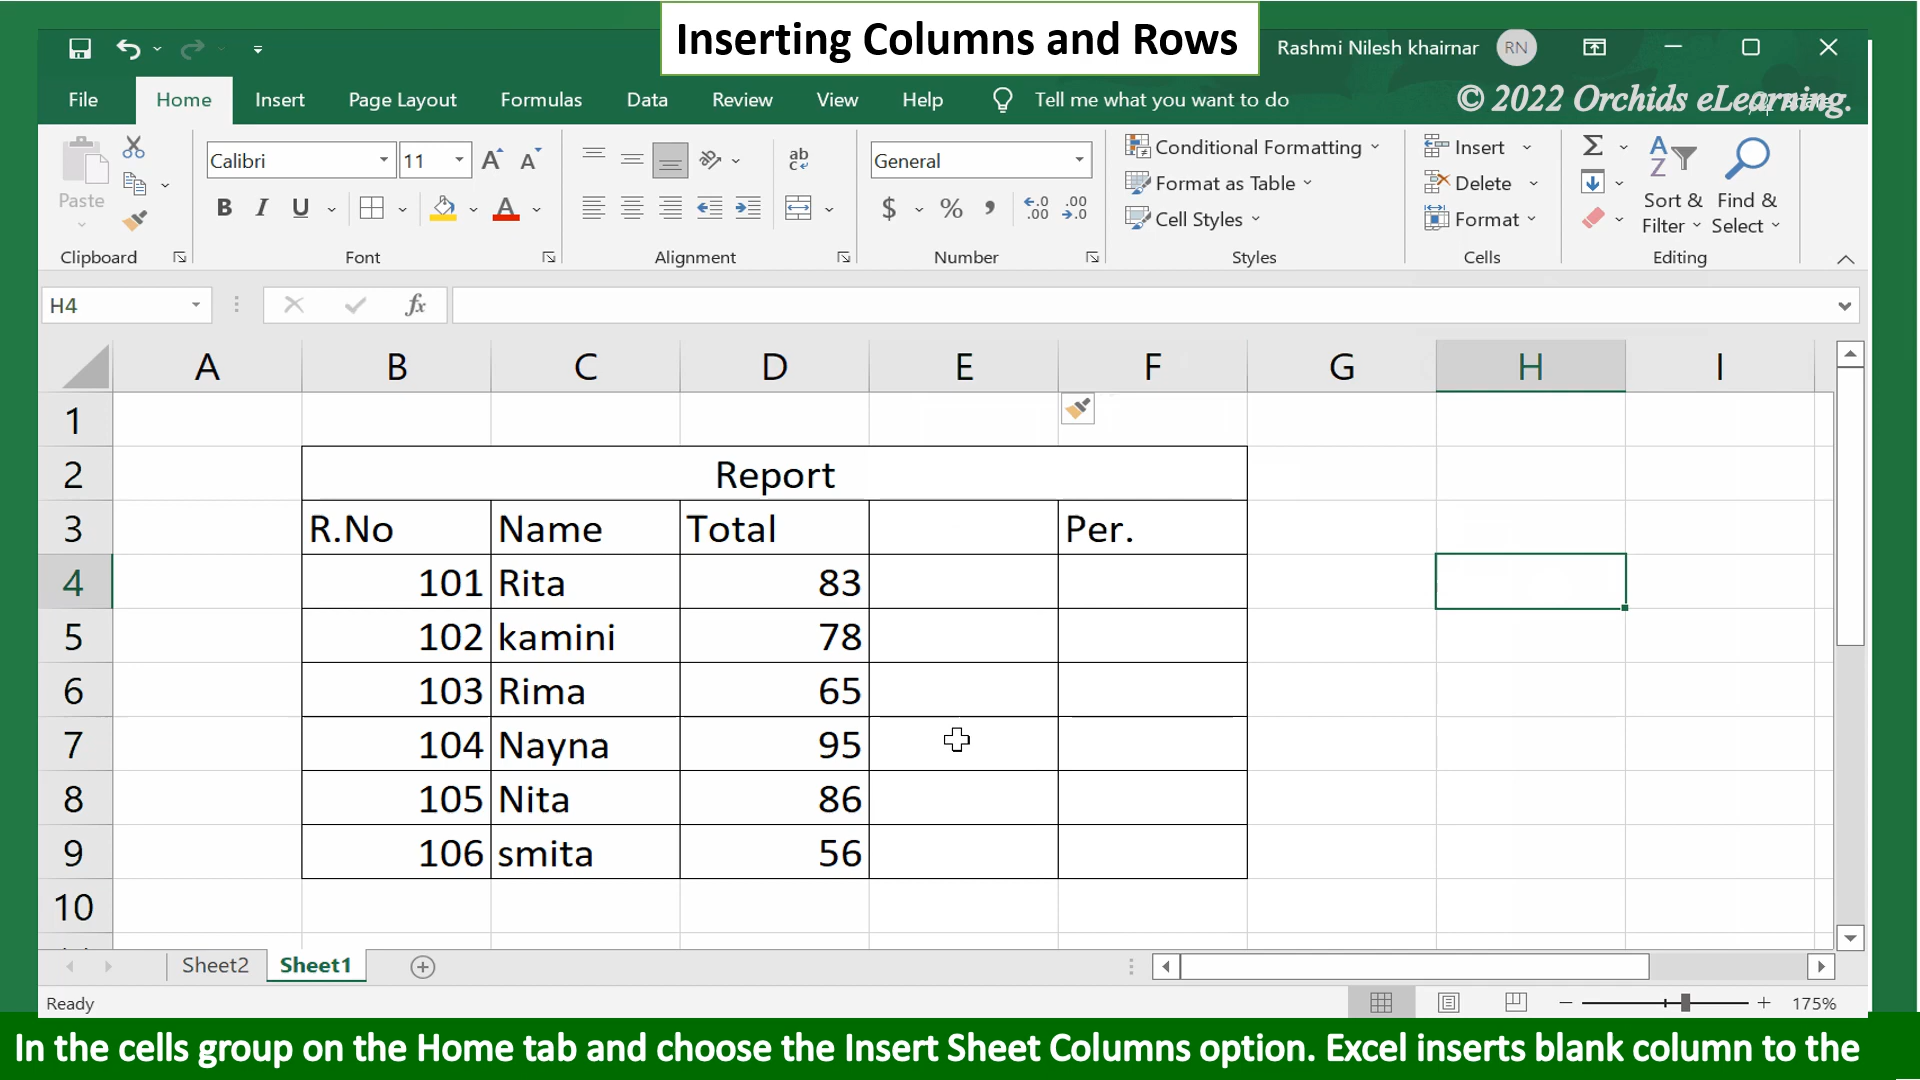 Inserting Columns and Rows
Rashmi Nilesh khairnar RN
File Home Insert Page Layout Formulas Data Review View Help Tell me what you want to do
© 2022 Orchids eLearning.
Paste
Calibri 11
B I U A
ab
General
$ % ,
Conditional Formatting
Format as Table
Cell Styles
Insert
Delete
Format
Sort & Filter
Find & Select
Clipboard Font Alignment Number Styles Cells Editing
H4 fx
A B C D E F G H I
1
2 Report
3 R.No Name Total Per.
4 101 Rita 83
5 102 kamini 78
6 103 Rima 65
7 104 Nayna 95
8 105 Nita 86
9 106 smita 56
10
Sheet2 Sheet1
Ready 175%
In the cells group on the Home tab and choose the Insert Sheet Columns option. Excel inserts blank column to the